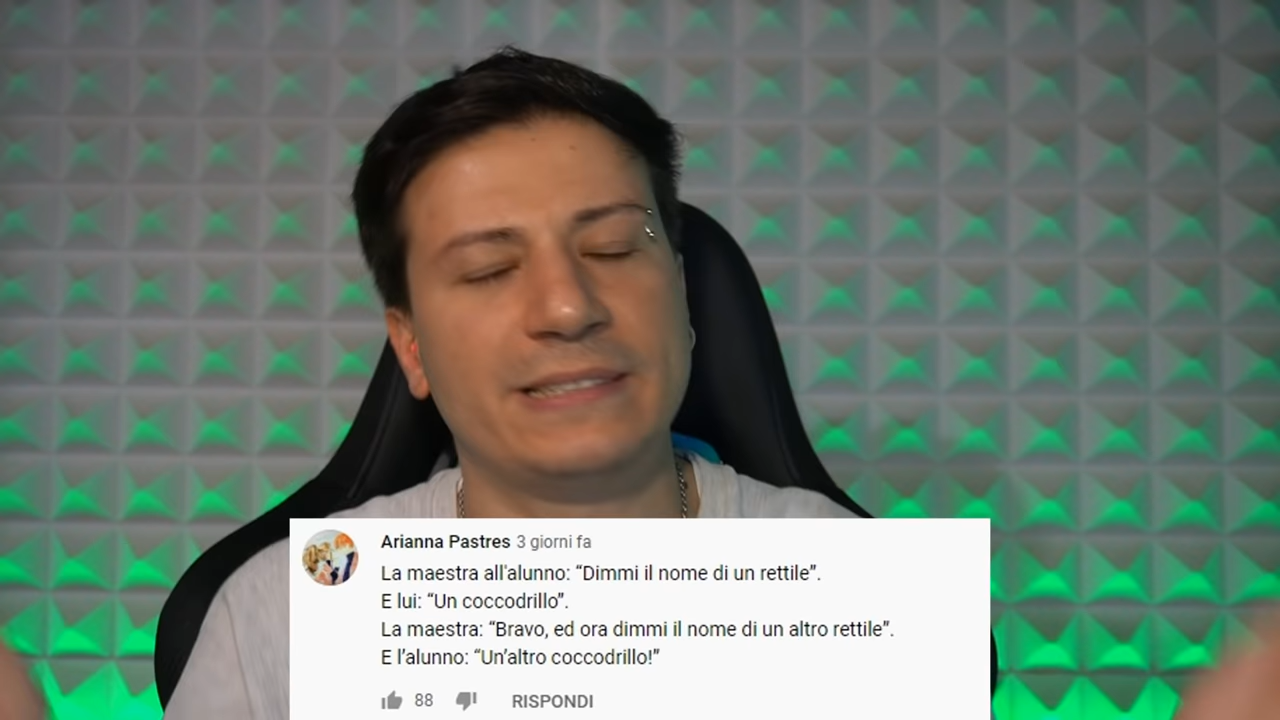 Arianna Pastres 3 giorni fa
La maestra all'alunno: “Dimmi il nome di un rettile”.
E lui: “Un coccodrillo”.
La maestra: “Bravo, ed ora dimmi il nome di un altro rettile”.
E l’alunno: “Un’altro coccodrillo!”
88 RISPONDI